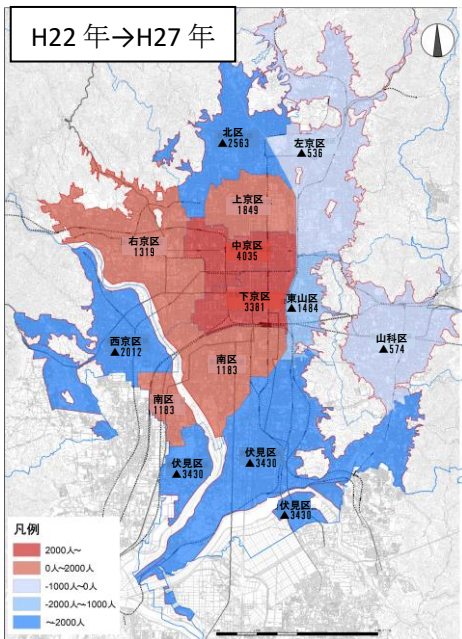 H22年→H27年
北区
▲2563
左京区
▲536
上京区
1849
右京区
1319
中京区
4035
下京区
3381
東山区
▲1484
山科区
▲574
西京区
▲2012
南区
1183
南区
1183
伏見区
▲3430
伏見区
▲3430
伏見区
▲3430
凡例
2000人~
0人~2000人
-1000人~0人
-2000人~-1000人
~-2000人